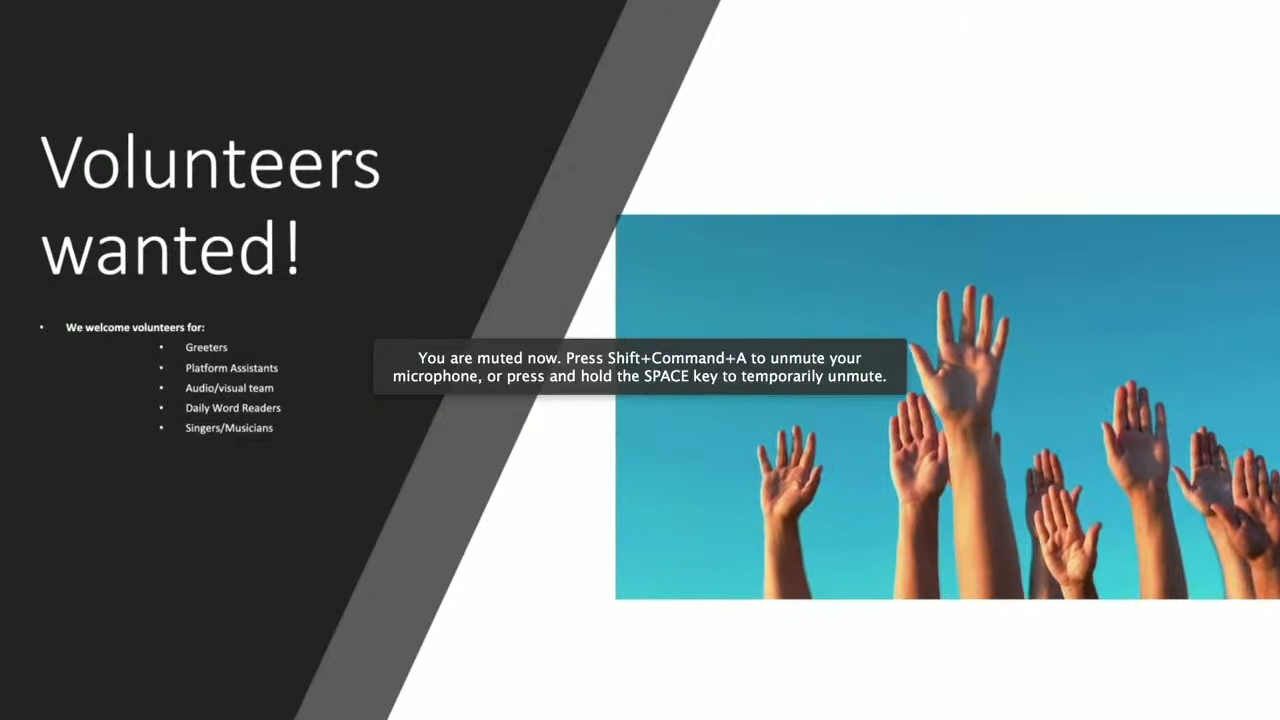 Volunteers
wanted!
• We welcome volunteers for:
• Greeters
• Platform Assistants
• Audio/visual team
• Daily Word Readers
• Singers/Musicians
You are muted now. Press Shift+Command+A to unmute your
microphone, or press and hold the SPACE key to temporarily unmute.